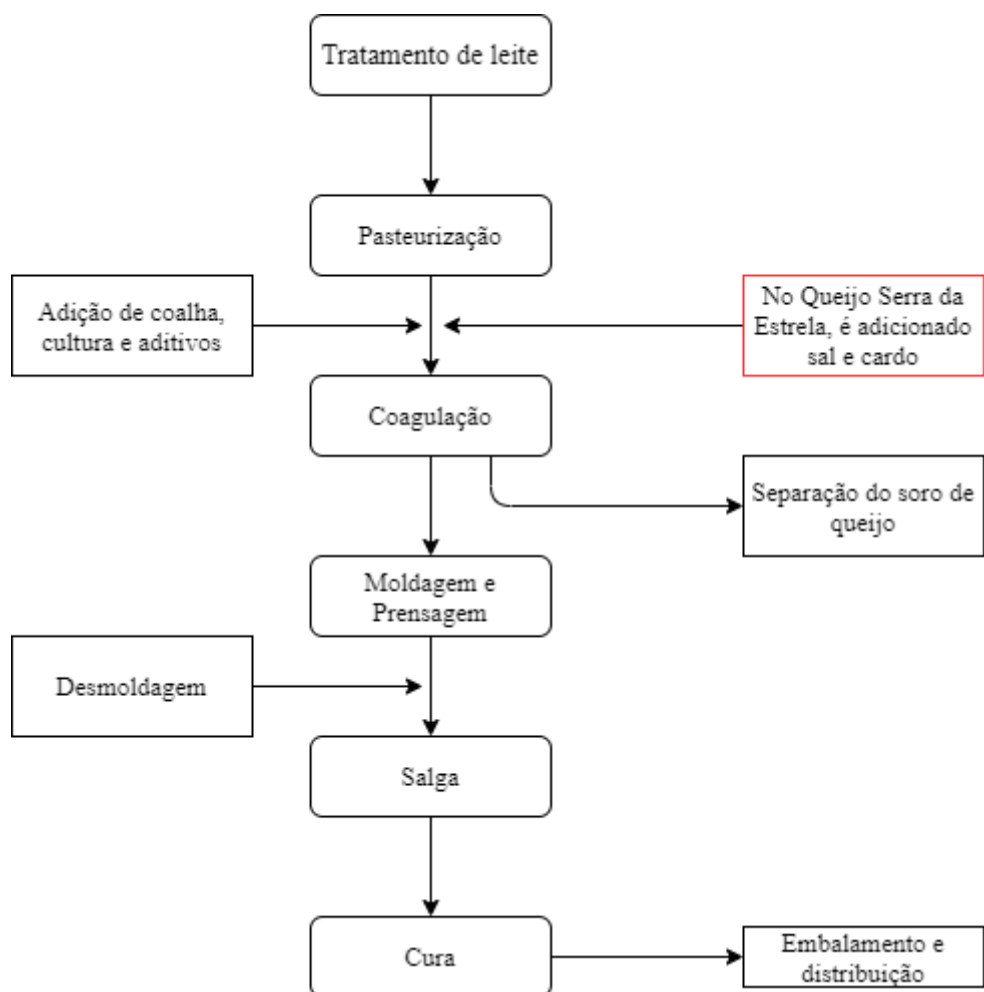 Tratamento de leite
Pasteurização
Adição de coalha,
cultura e aditivos
No Queijo Serra da
Estrela, é adicionado
sal e cardo
Coagulação
Separação do soro de
queijo
Moldagem e
Prensagem
Desmoldagem
Salga
Cura
Embalamento e
distribuição